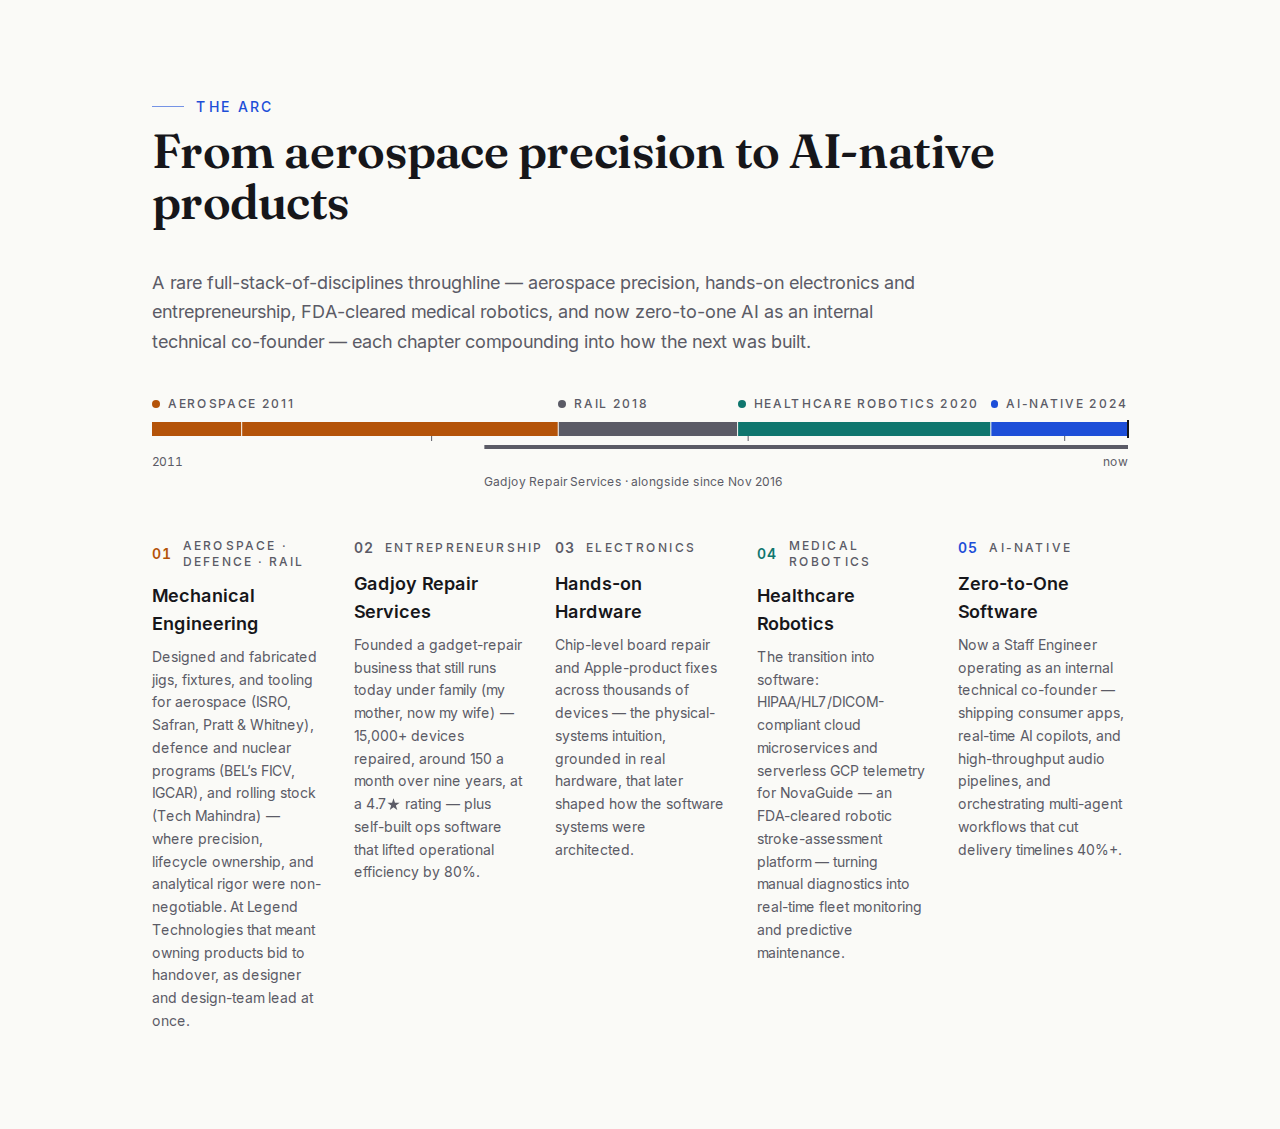 THE ARC
From aerospace precision to AI-native
products
A rare full-stack-of-disciplines throughline — aerospace precision, hands-on electronics and
entrepreneurship, FDA-cleared medical robotics, and now zero-to-one AI as an internal
technical co-founder — each chapter compounding into how the next was built.
AEROSPACE 2011
RAIL 2018
HEALTHCARE ROBOTICS 2020
AI-NATIVE 2024
2011
now
Gadjoy Repair Services · alongside since Nov 2016
01 AEROSPACE ·
DEFENCE · RAIL
Mechanical
Engineering
Designed and fabricated
jigs, fixtures, and tooling
for aerospace (ISRO,
Safran, Pratt & Whitney),
defence and nuclear
programs (BEL’s FICV,
IGCAR), and rolling stock
(Tech Mahindra) —
where precision,
lifecycle ownership, and
analytical rigor were non-
negotiable. At Legend
Technologies that meant
owning products bid to
handover, as designer
and design-team lead at
once.
02 ENTREPRENEURSHIP
Gadjoy Repair
Services
Founded a gadget-repair
business that still runs
today under family (my
mother, now my wife) —
15,000+ devices
repaired, around 150 a
month over nine years, at
a 4.7★ rating — plus
self-built ops software
that lifted operational
efficiency by 80%.
03 ELECTRONICS
Hands-on
Hardware
Chip-level board repair
and Apple-product fixes
across thousands of
devices — the physical-
systems intuition,
grounded in real
hardware, that later
shaped how the software
systems were
architected.
04 MEDICAL
ROBOTICS
Healthcare
Robotics
The transition into
software:
HIPAA/HL7/DICOM-
compliant cloud
microservices and
serverless GCP telemetry
for NovaGuide — an
FDA-cleared robotic
stroke-assessment
platform — turning
manual diagnostics into
real-time fleet monitoring
and predictive
maintenance.
05 AI-NATIVE
Zero-to-One
Software
Now a Staff Engineer
operating as an internal
technical co-founder —
shipping consumer apps,
real-time AI copilots, and
high-throughput audio
pipelines, and
orchestrating multi-agent
workflows that cut
delivery timelines 40%+.